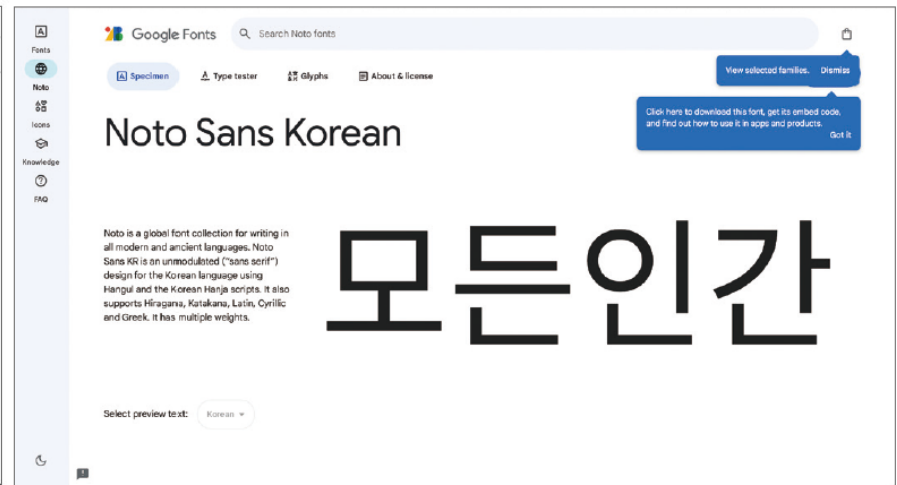 Fonts
Noto
Icons
Knowledge
FAQ
Google Fonts
Search Noto fonts
Specimen
Type tester
Glyphs
About & license
View selected families. Dismiss
Click here to download this font, get its embed code,
and find out how to use it in apps and products.
Got it
Noto Sans Korean
Noto is a global font collection for writing in
all modern and ancient languages. Noto
Sans KR is an unmodulated (“sans serif”)
design for the Korean language using
Hangul and the Korean Hanja scripts. It also
supports Hiragana, Katakana, Latin, Cyrillic
and Greek. It has multiple weights.
모든인간
Select preview text: Korean